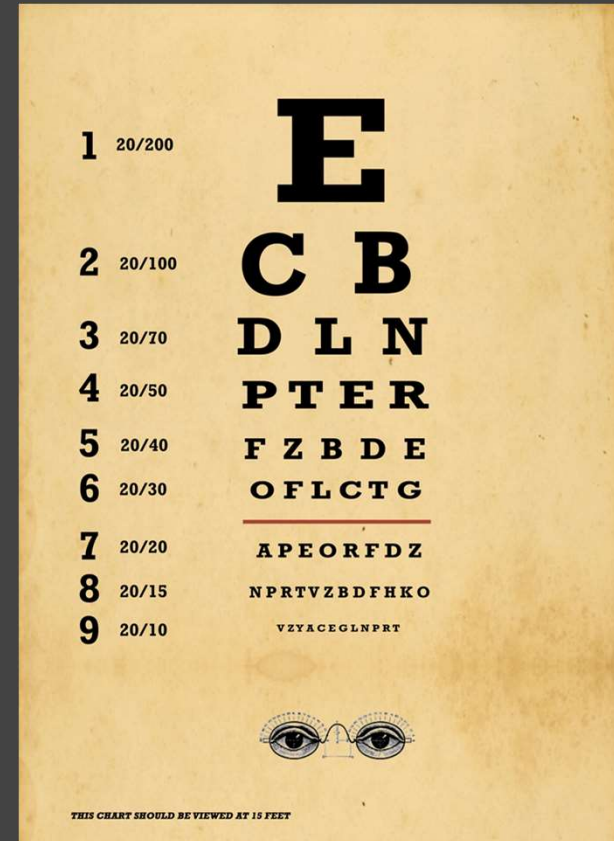 1 20/200 E
2 20/100 C B
3 20/70 D L N
4 20/50 P T E R
5 20/40 F Z B D E
6 20/30 O F L C T G
7 20/20 A P E O R F D Z
8 20/15 N P R T V Z B D F H K O
9 20/10 V Z Y A C E G L N P R T
THIS CHART SHOULD BE VIEWED AT 15 FEET